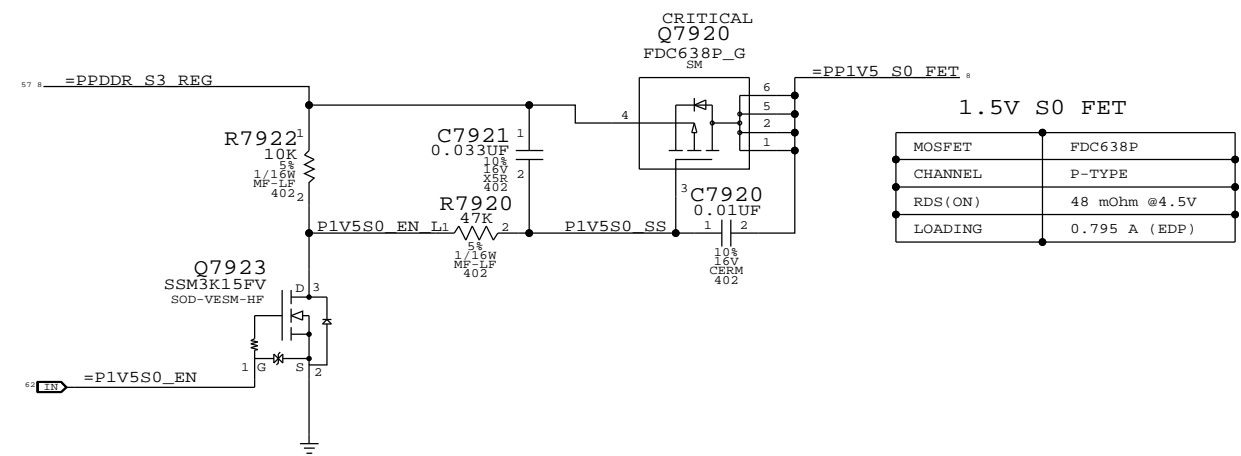 CRITICAL
Q7920
FDC638P_G
SM
57 8 =PPDDR_S3_REG
=PP1V5_S0_FET 8
6
5
2
1
4
3
1.5V S0 FET
MOSFET FDC638P
CHANNEL P-TYPE
RDS(ON) 48 mOhm @4.5V
LOADING 0.795 A (EDP)
R7922 1
10K
5%
1/16W
MF-LF
402 2
C7921 1
0.033UF
10%
16V
X5R
402
2
R7920
47K
P1V5S0_EN_L 1 2
5%
1/16W
MF-LF
402
P1V5S0_SS
C7920
0.01UF
1 2
10%
16V
CERM
402
Q7923
SSM3K15FV
SOD-VESM-HF
D 3
1 G S 2
62 IN =P1V5S0_EN